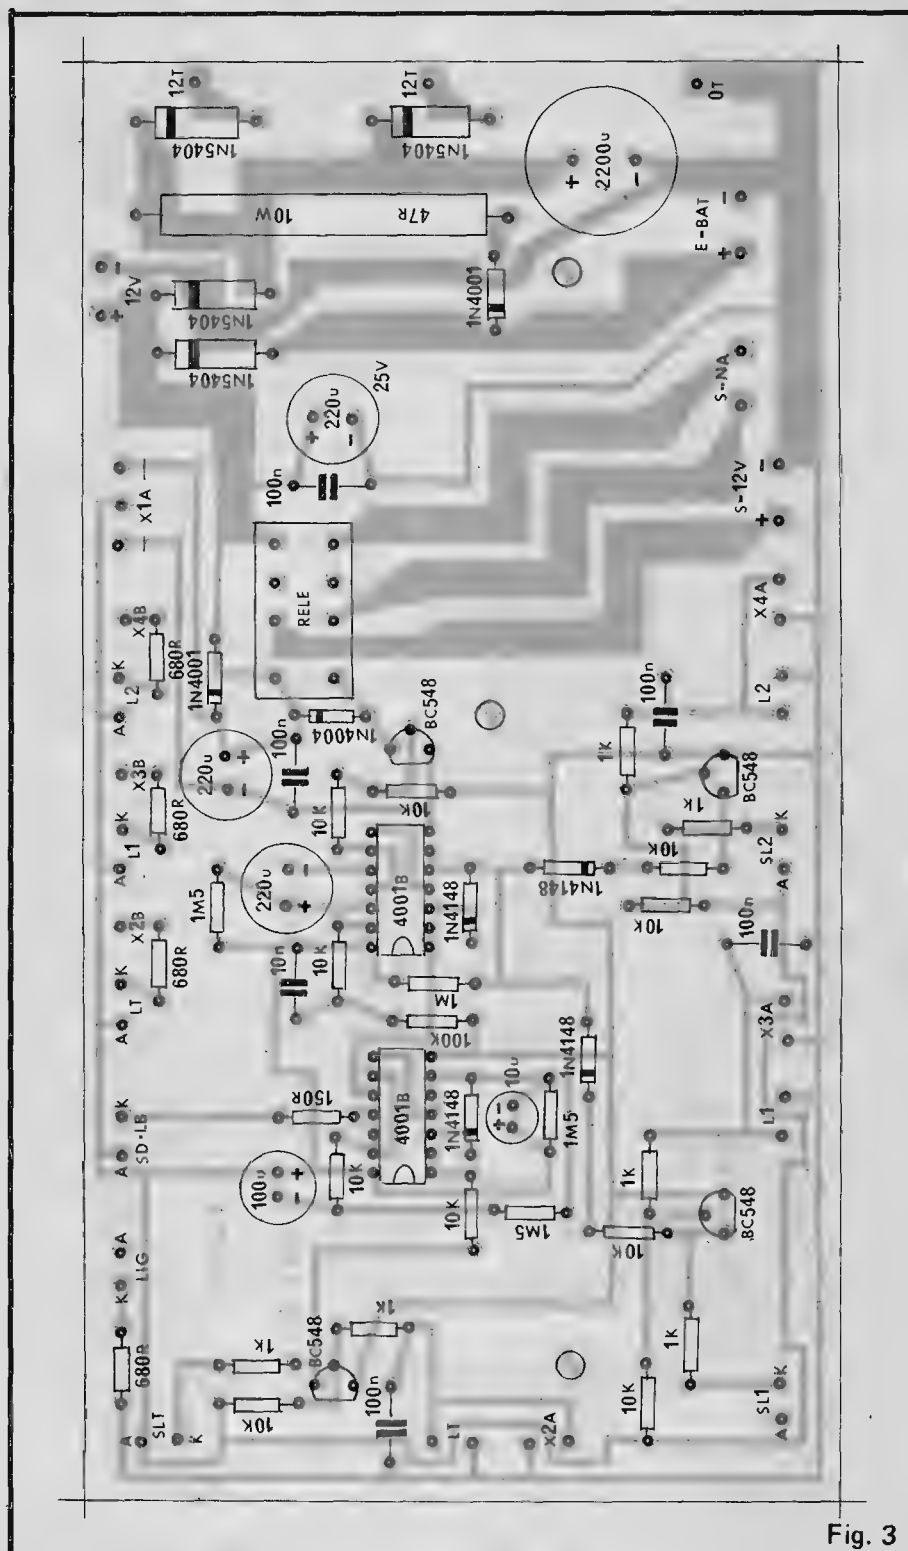 12T
12T
0T
1N5404
1N5404
+ 2200u −
10W 47R
− 12V +
E-BAT − +
1N5404
1N4001
1N5404
25V
220u + −
S-NA
100n
X1A
S-12V − +
RELE
X4B
680R
1N4001
X4A
A L2 K
100n
1N4004
BC548
100n
L2
220u + −
1K
X3B
680R
10K
10K
BC548
1K
A L1 K
10K
SL2 A K
1M5
220u − +
4001B
1N4148
1N4148
10K
X2B
680R
10n
10K
100n
A LT K
1M
100K
X3A
1N4148
150R
4001B
10u + −
1N4148
1M5
L1
A SD-LB K
100u − +
10K
10K
1M5
1K
BC548
10K
K LIG A
680R
1K
BC548
1K
1K
10K
100n
10K
SL1 A K
A SLT K
LT
X2A
Fig. 3